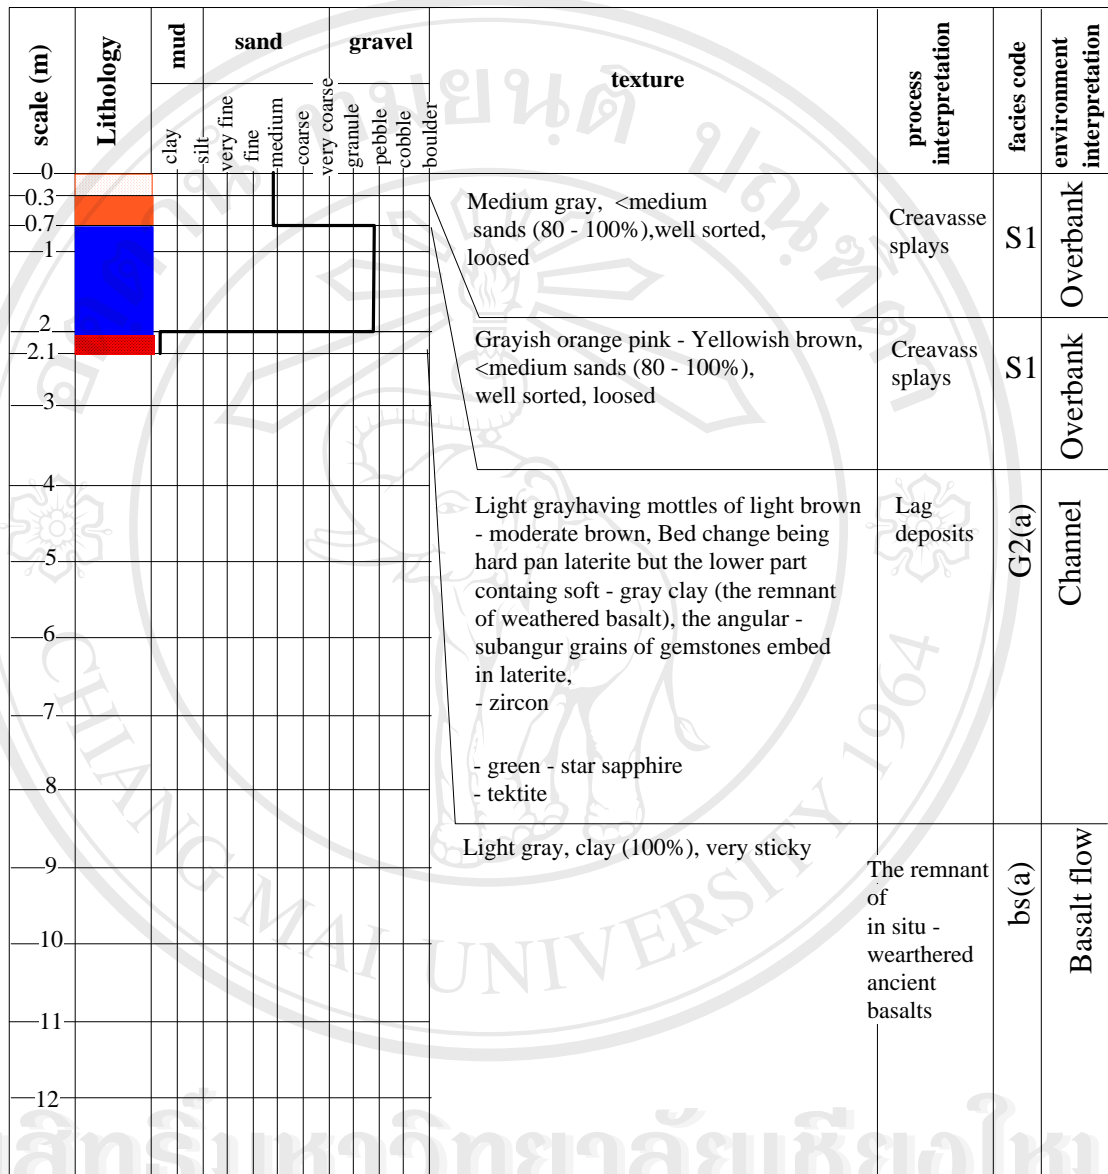 scale (m)
Lithology
mud
sand
gravel
clay
silt
very fine
fine
medium
coarse
very coarse
granule
pebble
cobble
boulder
texture
process
interpretation
facies code
environment
interpretation
0
0.3
0.7
1
2
2.1
3
4
5
6
7
8
9
10
11
12
Medium gray, <medium
sands (80 - 100%),well sorted,
loosed
Creavasse
splays
S1
Overbank
Grayish orange pink - Yellowish brown,
<medium sands (80 - 100%),
well sorted, loosed
Creavass
splays
S1
Overbank
Light grayhaving mottles of light brown
- moderate brown, Bed change being
hard pan laterite but the lower part
containg soft - gray clay (the remnant
of weathered basalt), the angular -
subangur grains of gemstones embed
in laterite,
- zircon
- green - star sapphire
- tektite
Lag
deposits
G2(a)
Channel
Light gray, clay (100%), very sticky
The remnant
of
in situ -
wearthered
ancient
basalts
bs(a)
Basalt flow
CHIANG MAI UNIVERSITY 1964